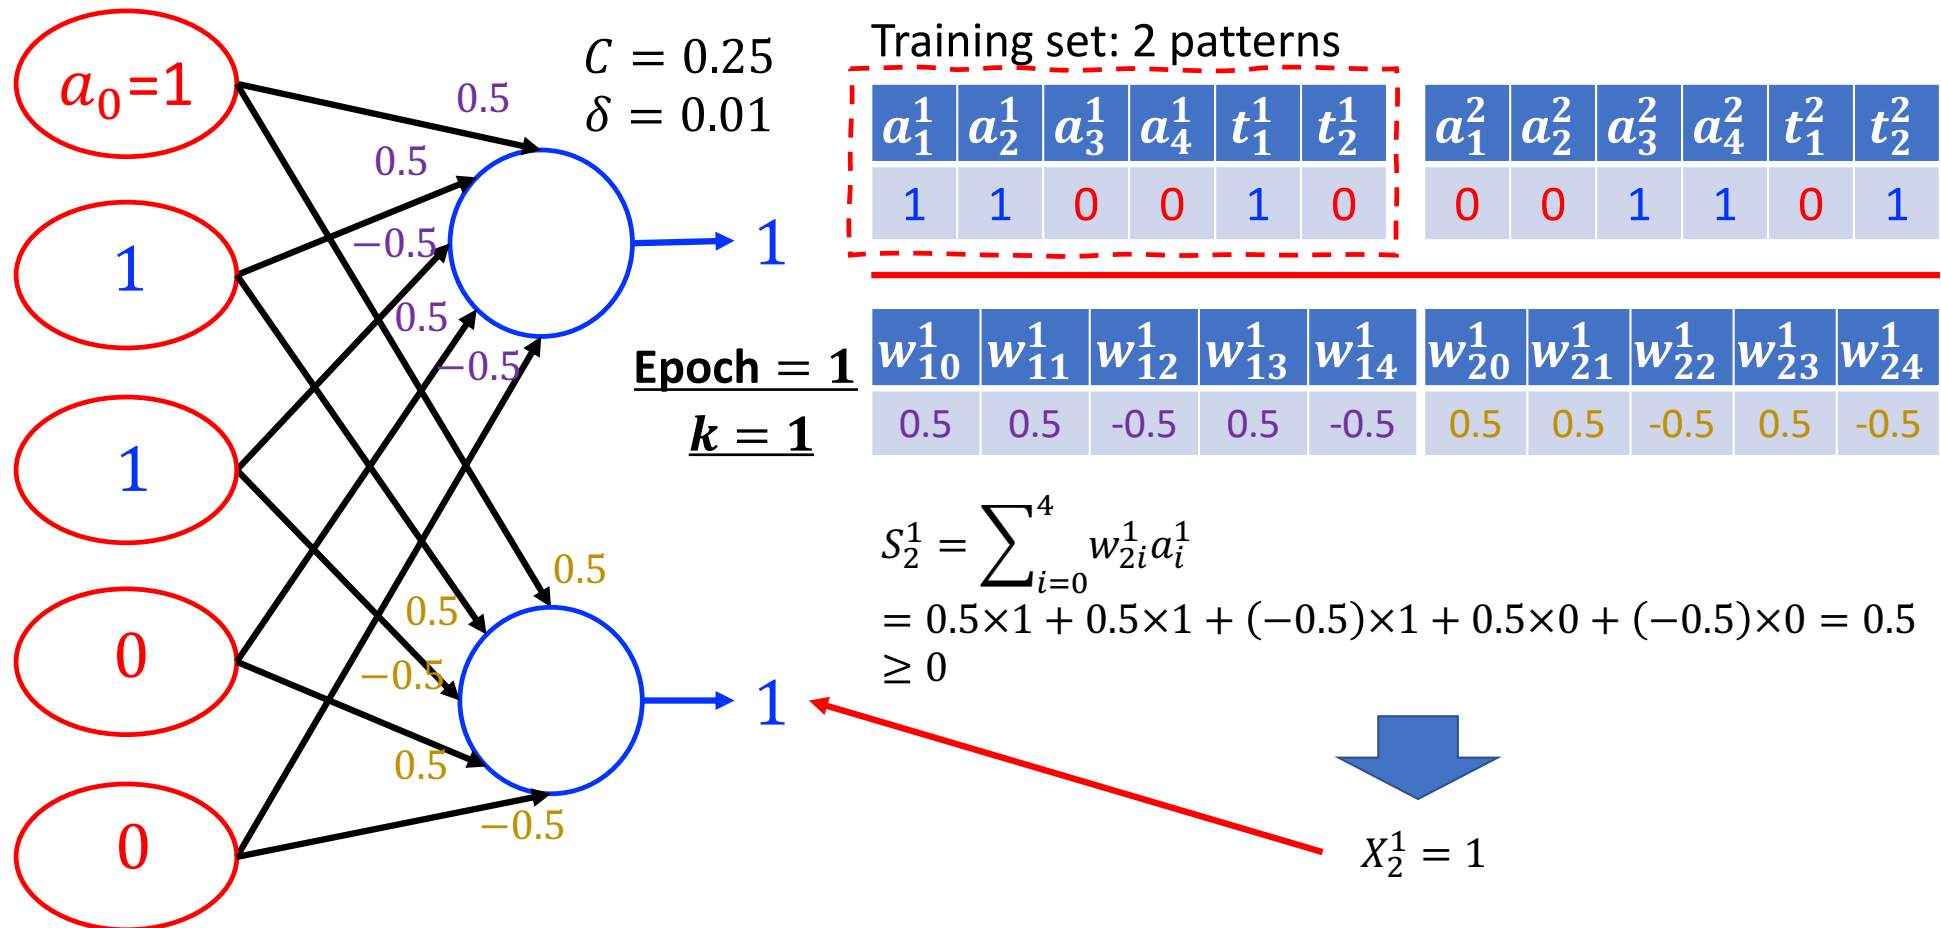 a₀=1
1
1
0
0
0.5
0.5
−0.5
0.5
−0.5
1
0.5
0.5
−0.5
0.5
−0.5
1
C = 0.25
δ = 0.01
Training set: 2 patterns
a₁¹ a₂¹ a₃¹ a₄¹ t₁¹ t₂¹
1 1 0 0 1 0
a₁² a₂² a₃² a₄² t₁² t₂²
0 0 1 1 0 1
Epoch = 1
k = 1
w₁₀¹ w₁₁¹ w₁₂¹ w₁₃¹ w₁₄¹ w₂₀¹ w₂₁¹ w₂₂¹ w₂₃¹ w₂₄¹
0.5 0.5 -0.5 0.5 -0.5 0.5 0.5 -0.5 0.5 -0.5
S₂¹ = ∑ᵢ₌₀⁴ w₂ᵢ¹aᵢ¹
= 0.5×1 + 0.5×1 + (−0.5)×1 + 0.5×0 + (−0.5)×0 = 0.5
≥ 0
X₂¹ = 1